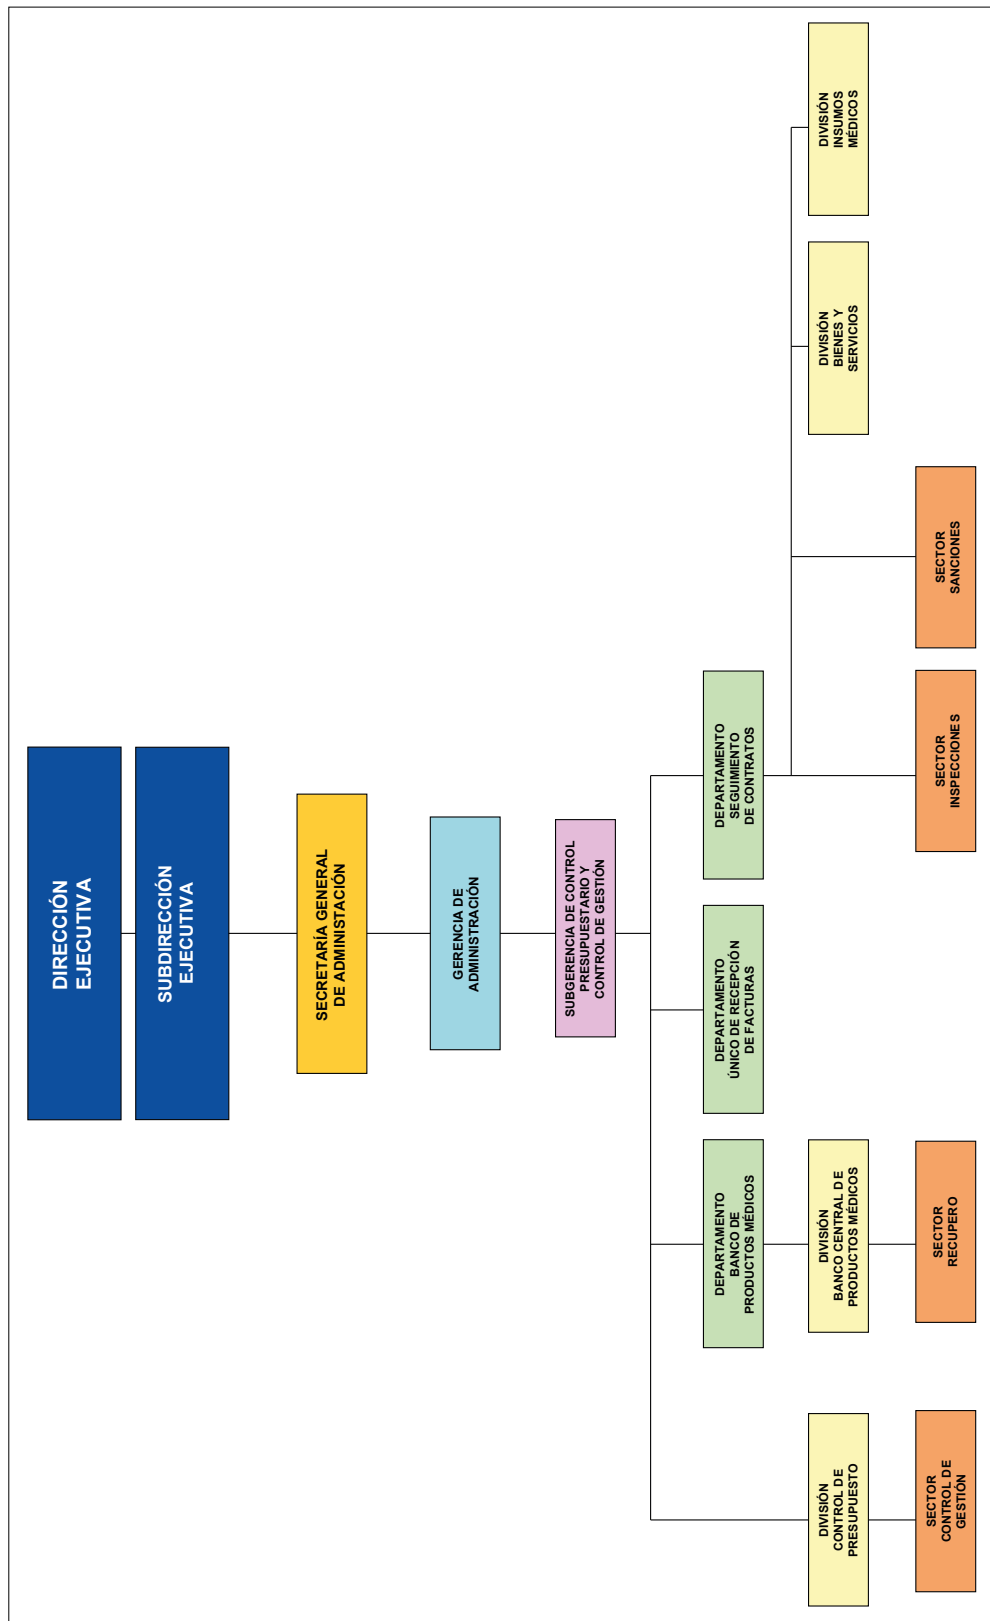 DIRECCIÓN
EJECUTIVA
SUBDIRECCIÓN
EJECUTIVA
SECRETARÍA GENERAL
DE ADMINISTACIÓN
GERENCIA DE
ADMINISTRACIÓN
SUBGERENCIA DE CONTROL
PRESUPUESTARIO Y
CONTROL DE GESTIÓN
DEPARTAMENTO
BANCO DE
PRODUCTOS MÉDICOS
DEPARTAMENTO
ÚNICO DE RECEPCIÓN
DE FACTURAS
DEPARTAMENTO
SEGUIMIENTO
DE CONTRATOS
DIVISIÓN
CONTROL DE
PRESUPUESTO
DIVISIÓN
BANCO CENTRAL DE
PRODUCTOS MÉDICOS
DIVISIÓN
BIENES Y
SERVICIOS
DIVISIÓN
INSUMOS
MÉDICOS
SECTOR
CONTROL DE
GESTIÓN
SECTOR
RECUPERO
SECTOR
INSPECCIONES
SECTOR
SANCIONES